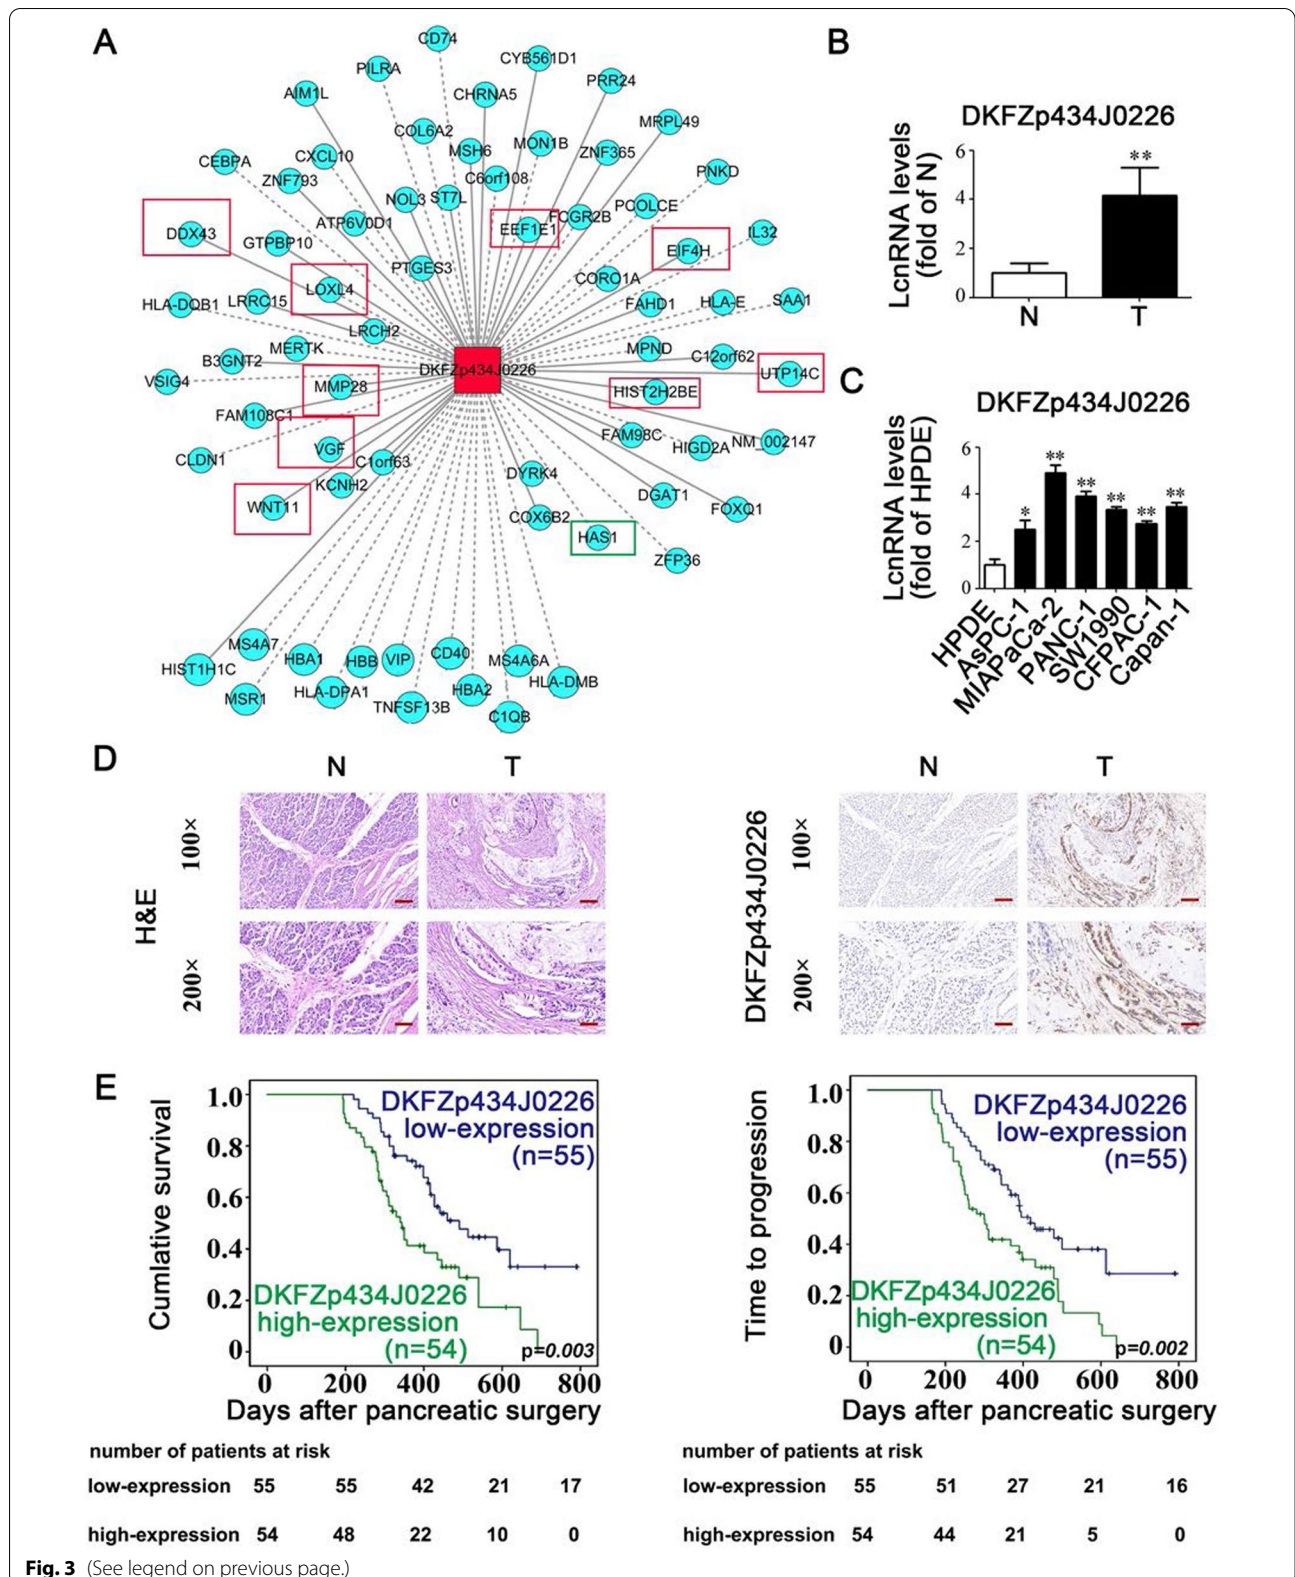 A
CD74
CYB561D1
PILRA
PRR24
AIM1L
CHRNA5
MRPL49
COL6A2
MSH6
MON1B
ZNF365
CEBPA
CXCL10
ZNF793
C6orf108
PNKD
NOL3
ST7L
PCOLCE
ATP6V0D1
FCGR2B
DDX43
EEF1E1
IL32
GTPBP10
EIF4H
PTGES3
CORO1A
LOXL4
HLA-DQB1
LRRC15
FAHD1
HLA-E
SAA1
LRCH2
MERTK
MPND
B3GNT2
C12orf62
DKFZp434J0226
UTP14C
VSIG4
MMP28
HIST2H2BE
FAM108C1
FAM98C
NM_002147
VGF
HIGD2A
CLDN1
C1orf63
DYRK4
KCNH2
DGAT1
WNT11
FOXQ1
COX6B2
HAS1
ZFP36
MS4A7
HIST1H1C
HBA1
HBB
VIP
CD40
MS4A6A
HLA-DMB
MSR1
HLA-DPA1
TNFSF13B
HBA2
C1QB
B
DKFZp434J0226
LcnRNA levels
(fold of N)
6
4
2
0
**
N
T
C
DKFZp434J0226
LcnRNA levels
(fold of HPDE)
6
4
2
0
*
**
**
**
**
**
HPDE
AsPC-1
MIAPaCa-2
PANC-1
SW1990
CFPAC-1
Capan-1
D
N
T
H&E
100×
200×
N
T
DKFZp434J0226
100×
200×
E
Cumlative survival
1.0
0.8
0.6
0.4
0.2
0
DKFZp434J0226
low-expression
(n=55)
DKFZp434J0226
high-expression
(n=54)
p=0.003
0 200 400 600 800
Days after pancreatic surgery
number of patients at risk
low-expression 55 55 42 21 17
high-expression 54 48 22 10 0
Time to progression
1.0
0.8
0.6
0.4
0.2
0
DKFZp434J0226
low-expression
(n=55)
DKFZp434J0226
high-expression
(n=54)
p=0.002
0 200 400 600 800
Days after pancreatic surgery
number of patients at risk
low-expression 55 51 27 21 16
high-expression 54 44 21 5 0
Fig. 3 (See legend on previous page.)